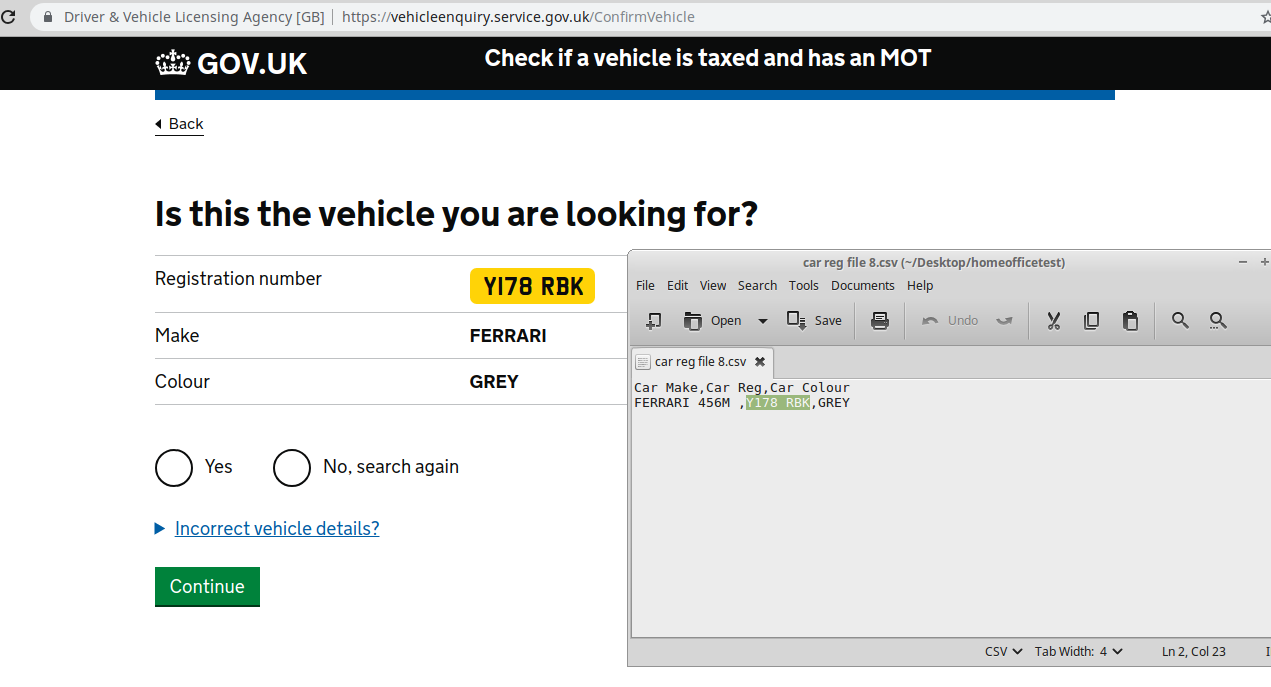 Driver & Vehicle Licensing Agency [GB] | https://vehicleenquiry.service.gov.uk/ConfirmVehicle
GOV.UK
Check if a vehicle is taxed and has an MOT
Back
Is this the vehicle you are looking for?
Registration number
Y178 RBK
Make
FERRARI
Colour
GREY
Yes
No, search again
Incorrect vehicle details?
Continue
car reg file 8.csv (~/Desktop/homeofficetest)
File Edit View Search Tools Documents Help
Open Save Undo
car reg file 8.csv
Car Make,Car Reg,Car Colour
FERRARI 456M ,Y178 RBK,GREY
CSV Tab Width: 4 Ln 2, Col 23